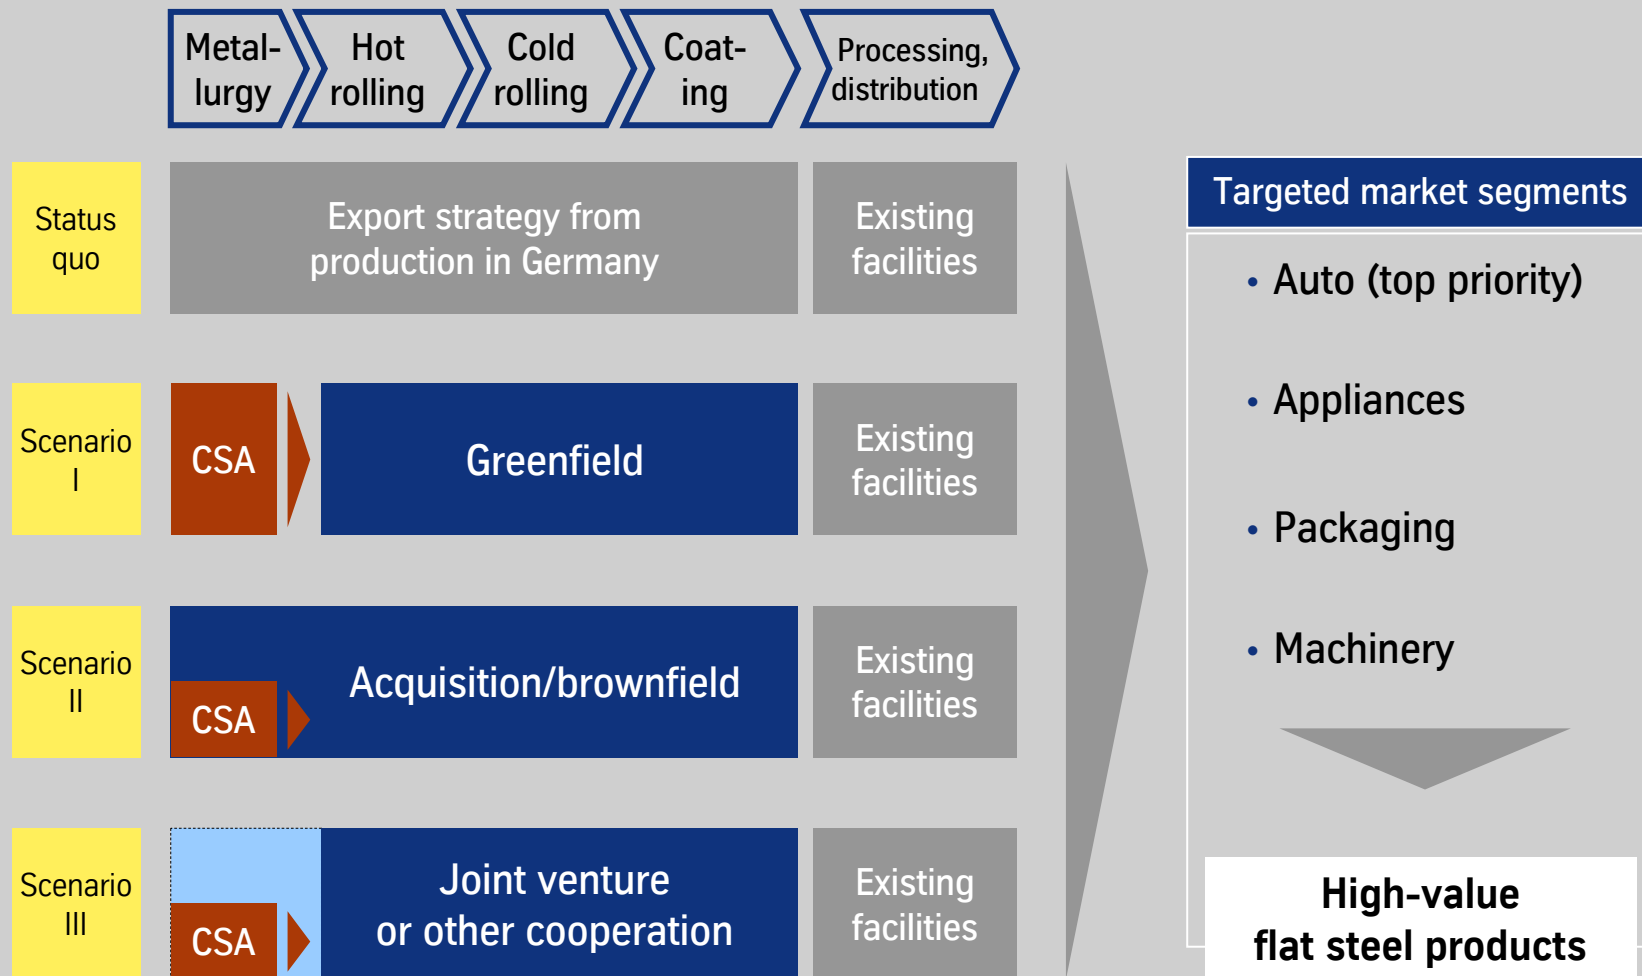 Metal-
lurgy
Hot
rolling
Cold
rolling
Coat-
ing
Processing,
distribution
Status
quo
Export strategy from
production in Germany
Existing
facilities
Scenario
I
CSA
Greenfield
Existing
facilities
Scenario
II
CSA
Acquisition/brownfield
Existing
facilities
Scenario
III
CSA
Joint venture
or other cooperation
Existing
facilities
Targeted market segments
• Auto (top priority)
• Appliances
• Packaging
• Machinery
High-value
flat steel products